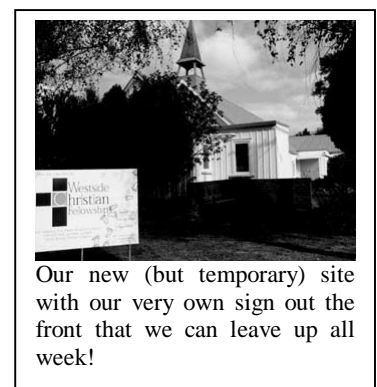 Westside
Christian
Fellowship
Our new (but temporary) site
with our very own sign out the
front that we can leave up all
week!